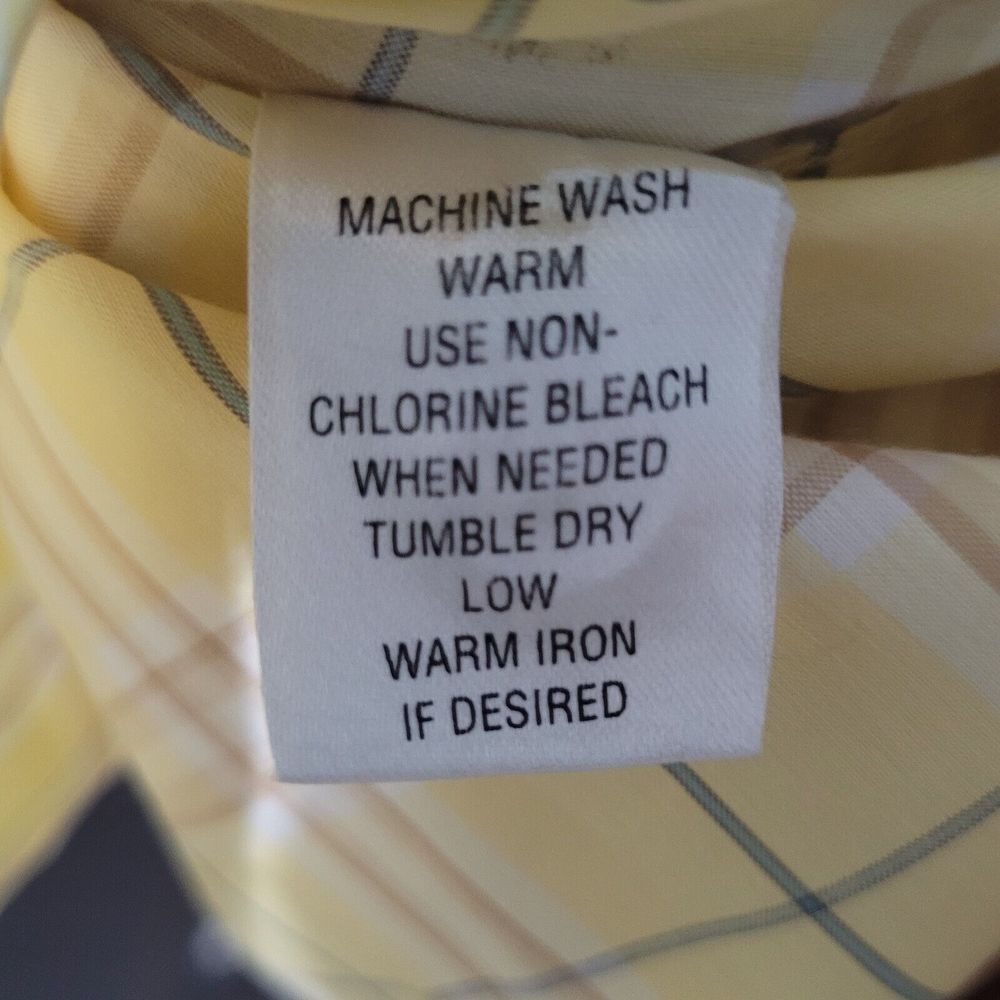 MACHINE WASH
WARM
USE NON-
CHLORINE BLEACH
WHEN NEEDED
TUMBLE DRY
LOW
WARM IRON
IF DESIRED